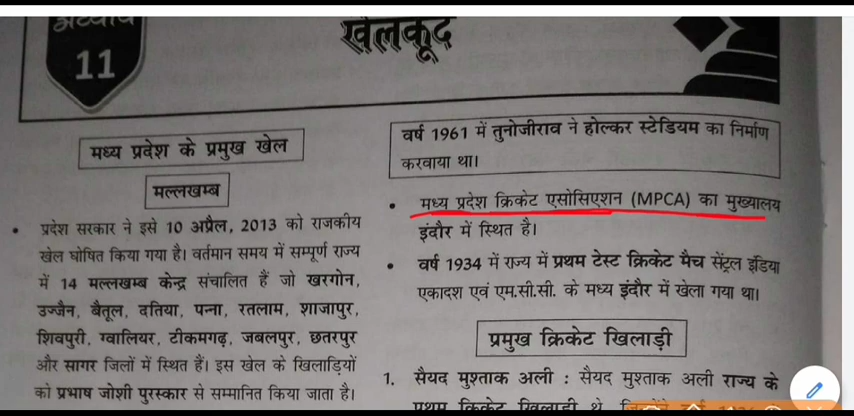 अध्याय
11
खेलकूद
मध्य प्रदेश के प्रमुख खेल
मल्लखम्ब
• प्रदेश सरकार ने इसे 10 अप्रैल, 2013 को राजकीय
खेल घोषित किया गया है। वर्तमान समय में सम्पूर्ण राज्य
में 14 मल्लखम्ब केन्द्र संचालित हैं जो खरगोन,
उज्जैन, बैतूल, दतिया, पन्ना, रतलाम, शाजापुर,
शिवपुरी, ग्वालियर, टीकमगढ़, जबलपुर, छतरपुर
और सागर जिलों में स्थित हैं। इस खेल के खिलाड़ियों
को प्रभाष जोशी पुरस्कार से सम्मानित किया जाता है।
वर्ष 1961 में तुनोजीराव ने होल्कर स्टेडियम का निर्माण
करवाया था।
• मध्य प्रदेश क्रिकेट एसोसिएशन (MPCA) का मुख्यालय
इंदौर में स्थित है।
• वर्ष 1934 में राज्य में प्रथम टेस्ट क्रिकेट मैच सेंट्रल इंडिया
एकादश एवं एम.सी.सी. के मध्य इंदौर में खेला गया था।
प्रमुख क्रिकेट खिलाड़ी
1. सैयद मुश्ताक अली : सैयद मुश्ताक अली राज्य के
प्रथम क्रिकेट खिलाड़ी थे